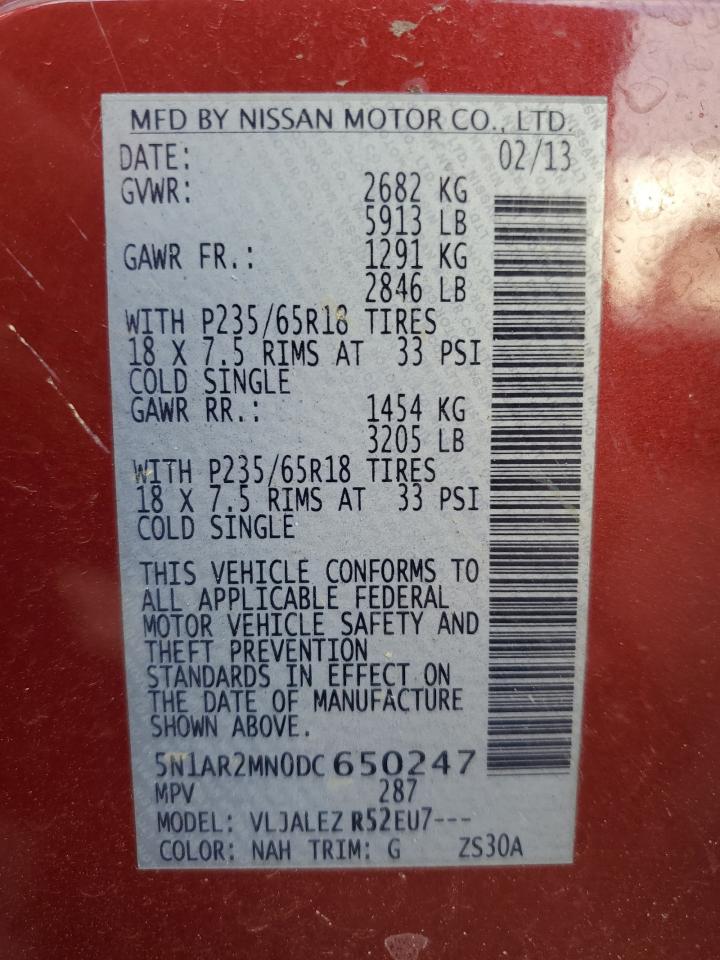 MFD BY NISSAN MOTOR CO., LTD.
DATE: 02/13
GVWR: 2682 KG
5913 LB
GAWR FR.: 1291 KG
2846 LB
WITH P235/65R18 TIRES
18 X 7.5 RIMS AT 33 PSI
COLD SINGLE
GAWR RR.: 1454 KG
3205 LB
WITH P235/65R18 TIRES
18 X 7.5 RIMS AT 33 PSI
COLD SINGLE
THIS VEHICLE CONFORMS TO
ALL APPLICABLE FEDERAL
MOTOR VEHICLE SAFETY AND
THEFT PREVENTION
STANDARDS IN EFFECT ON
THE DATE OF MANUFACTURE
SHOWN ABOVE.
5N1AR2MN0DC650247
MPV 287
MODEL: VLJALEZ R52EU7---
COLOR: NAH TRIM: G ZS30A